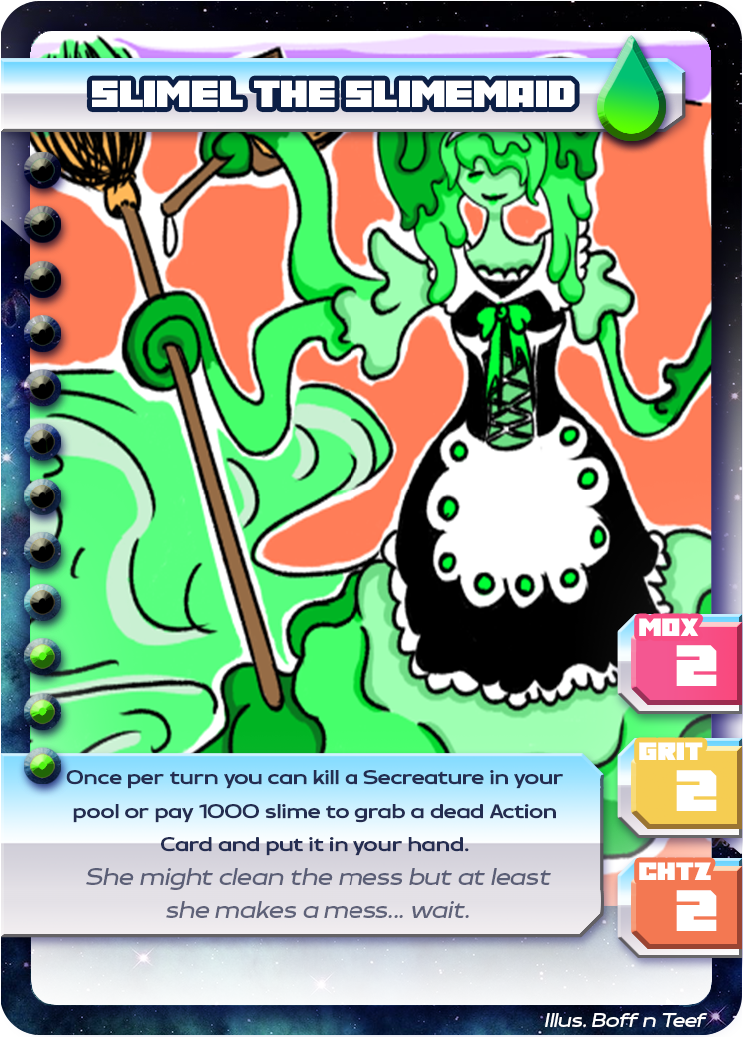 SLIMEL THE SLIMEMAID
MOX
2
GRIT
2
CHTZ
2
Once per turn you can kill a Secreature in your
pool or pay 1000 slime to grab a dead Action
Card and put it in your hand.
She might clean the mess but at least
she makes a mess... wait.
Illus. Boff n Teef